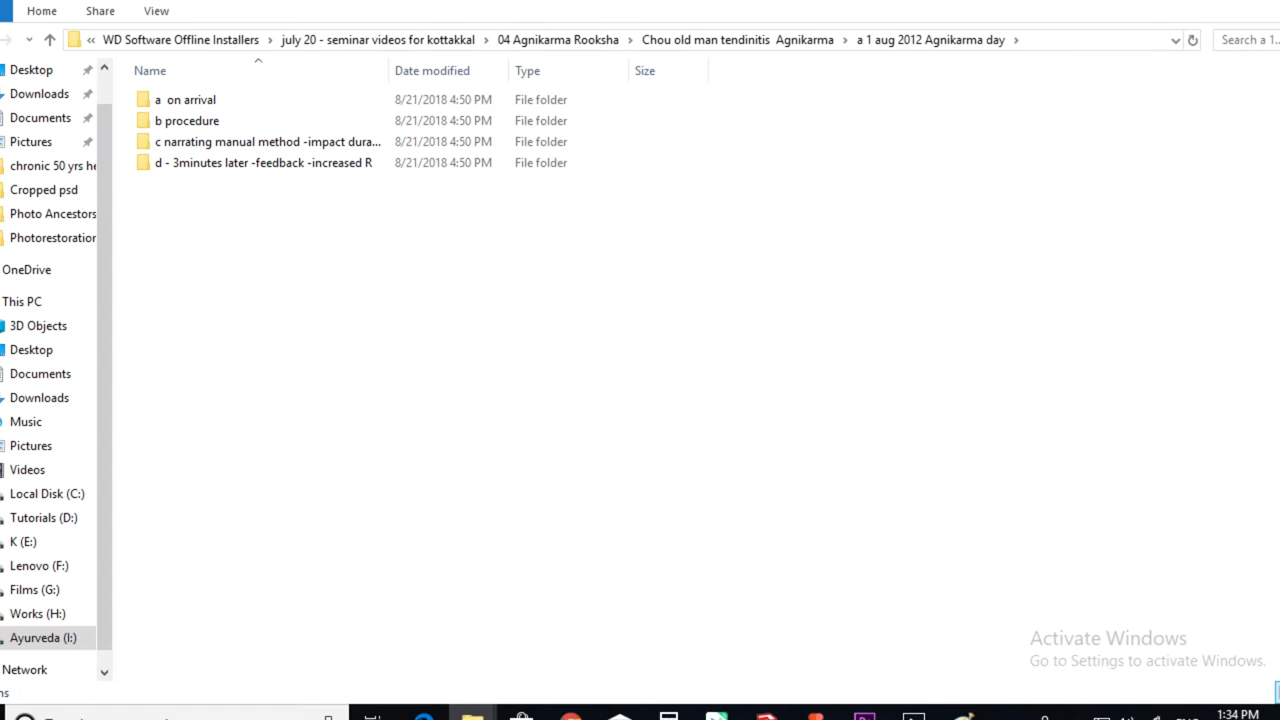 Home Share View
WD Software Offline Installers july 20 - seminar videos for kottakkal 04 Agnikarma Rooksha Chou old man tendinitis Agnikarma a 1 aug 2012 Agnikarma day Search a 1...
Name Date modified Type Size
a on arrival 8/21/2018 4:50 PM File folder
b procedure 8/21/2018 4:50 PM File folder
c narrating manual method -impact dura... 8/21/2018 4:50 PM File folder
d - 3minutes later -feedback -increased R 8/21/2018 4:50 PM File folder
Desktop
Downloads
Documents
Pictures
chronic 50 yrs he
Cropped psd
Photo Ancestors
Photorestoration
OneDrive
This PC
3D Objects
Desktop
Documents
Downloads
Music
Pictures
Videos
Local Disk (C:)
Tutorials (D:)
K (E:)
Lenovo (F:)
Films (G:)
Works (H:)
Ayurveda (I:)
Network
Activate Windows
Go to Settings to activate Windows.
1:34 PM